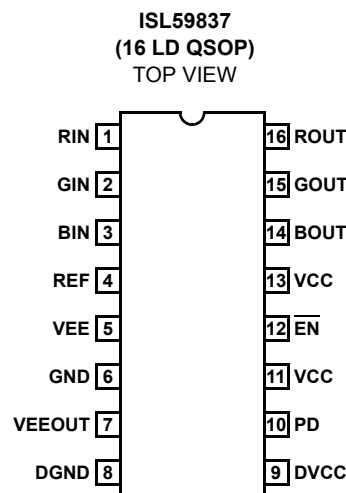 ISL59837
(16 LD QSOP)
TOP VIEW
RIN 1 16 ROUT
GIN 2 15 GOUT
BIN 3 14 BOUT
REF 4 13 VCC
VEE 5 12 EN
GND 6 11 VCC
VEEOUT 7 10 PD
DGND 8 9 DVCC